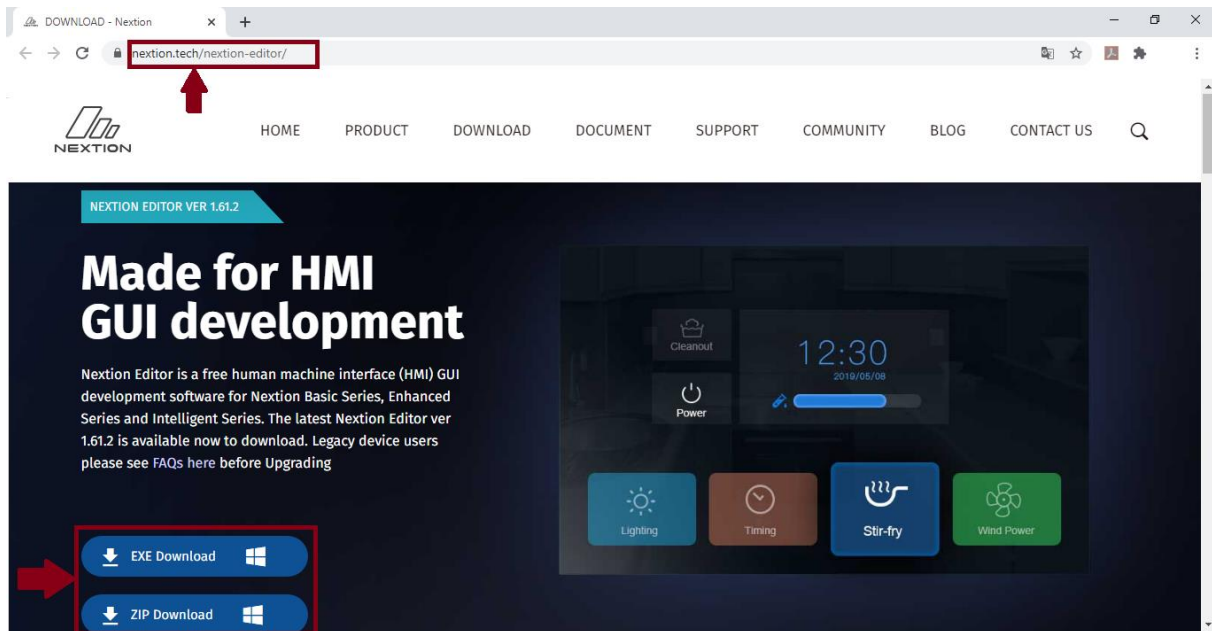 DOWNLOAD - Nextion
nextion.tech/nextion-editor/
NEXTION
HOME PRODUCT DOWNLOAD DOCUMENT SUPPORT COMMUNITY BLOG CONTACT US
NEXTION EDITOR VER 1.61.2
Made for HMI
GUI development
Nextion Editor is a free human machine interface (HMI) GUI
development software for Nextion Basic Series, Enhanced
Series and Intelligent Series. The latest Nextion Editor ver
1.61.2 is available now to download. Legacy device users
please see FAQs here before Upgrading
EXE Download
ZIP Download
Cleanout
Power
12:30
2019/05/08
Lighting
Timing
Stir-fry
Wind Power